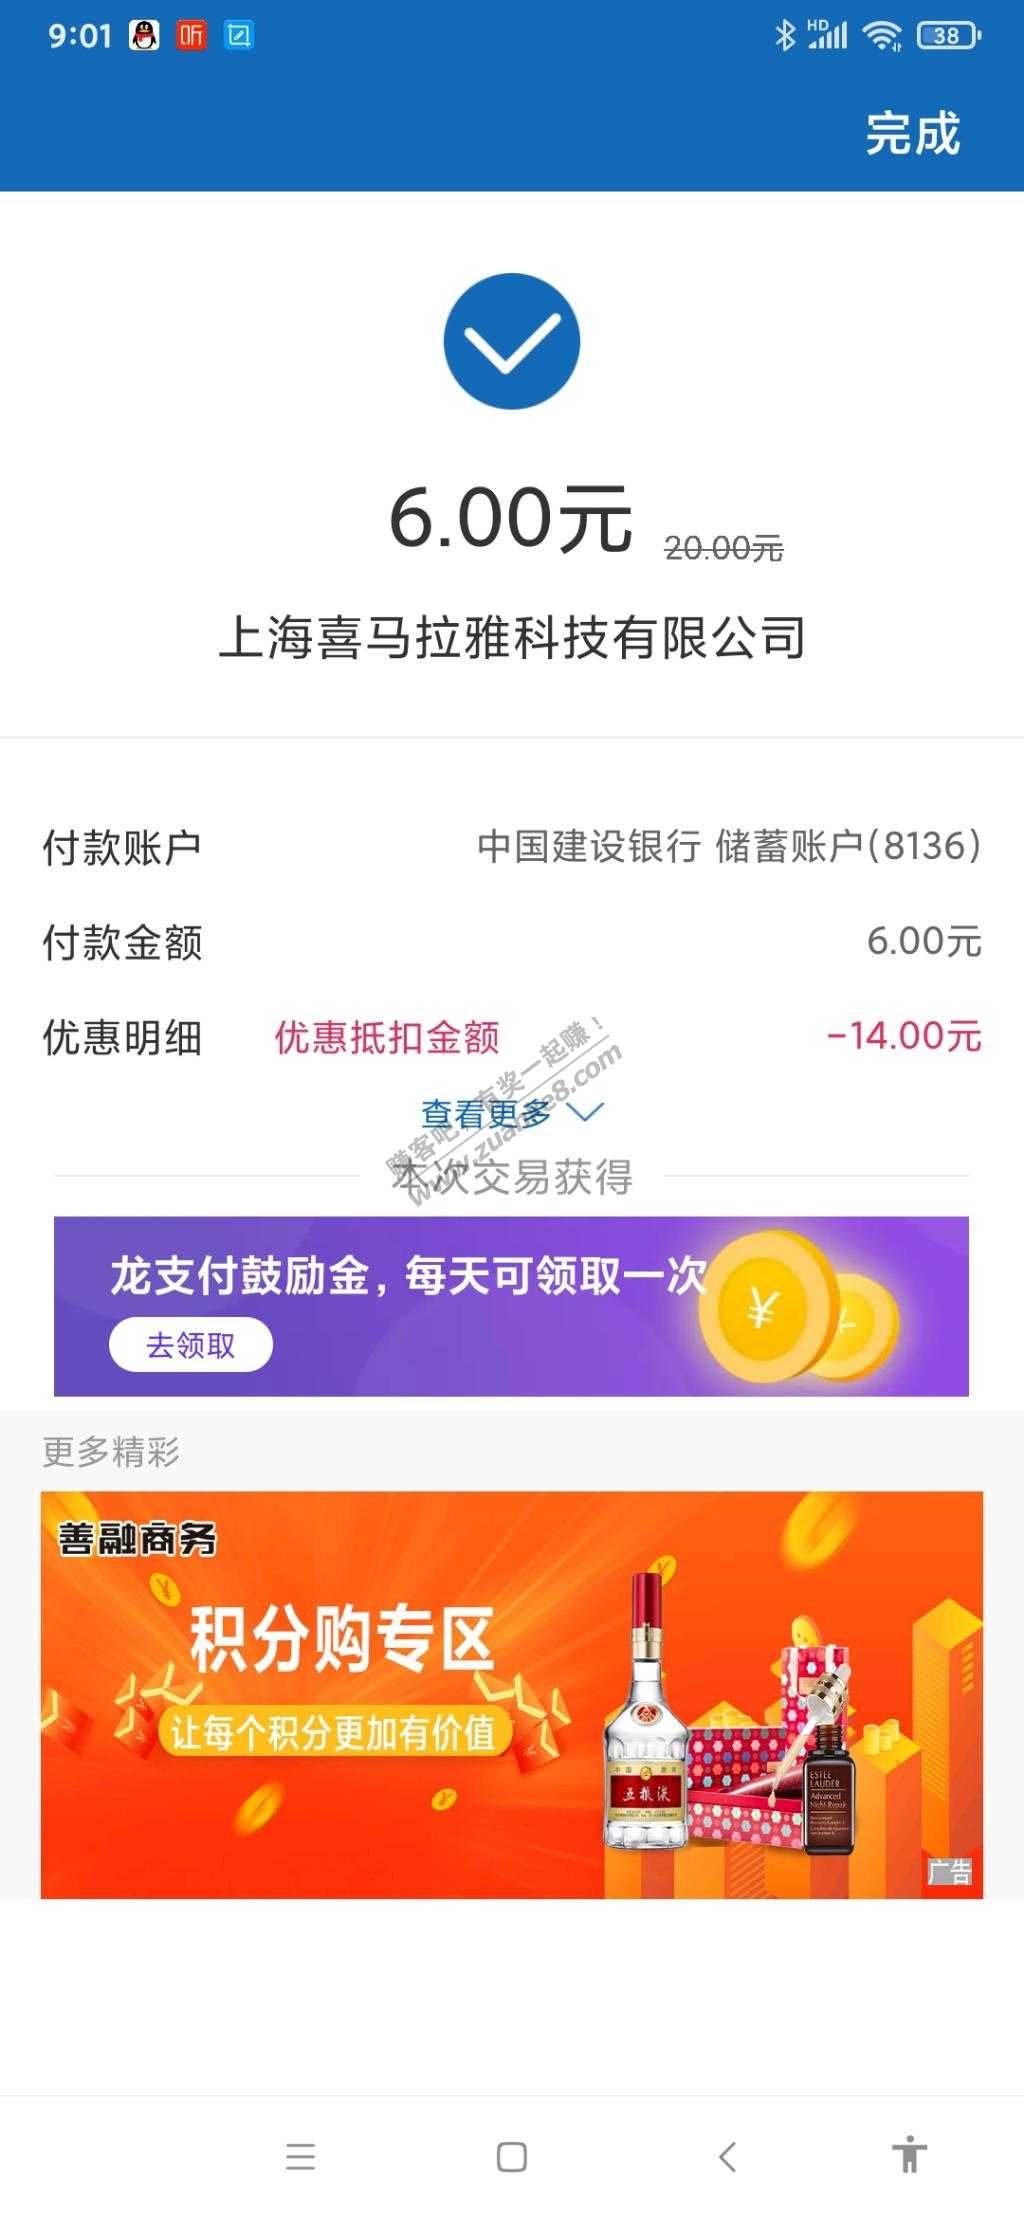 9:01 听 HD 38
完成
6.00元 20.00元
上海喜马拉雅科技有限公司
付款账户 中国建设银行 储蓄账户(8136)
付款金额 6.00元
优惠明细 优惠抵扣金额 -14.00元
查看更多
赚客吧，有奖一起赚！
www.zuanke8.com
本次交易获得
龙支付鼓励金，每天可领取一次
去领取
更多精彩
善融商务
积分购专区
让每个积分更加有价值
五粮液
ESTEE
LAUDER
Advanced
Night Repair
广告